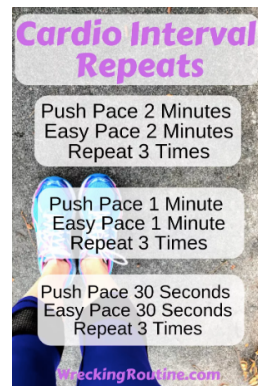 Cardio Interval
Repeats
Push Pace 2 Minutes
Easy Pace 2 Minutes
Repeat 3 Times
Push Pace 1 Minute
Easy Pace 1 Minute
Repeat 3 Times
Push Pace 30 Seconds
Easy Pace 30 Seconds
Repeat 3 Times
WreckingRoutine.com